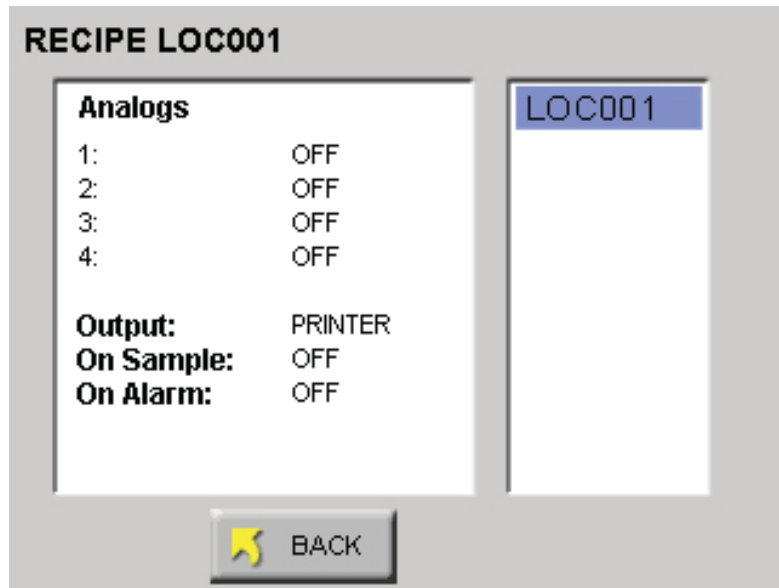 RECIPE LOC001
Analogs
1: OFF
2: OFF
3: OFF
4: OFF
Output: PRINTER
On Sample: OFF
On Alarm: OFF
LOC001
BACK